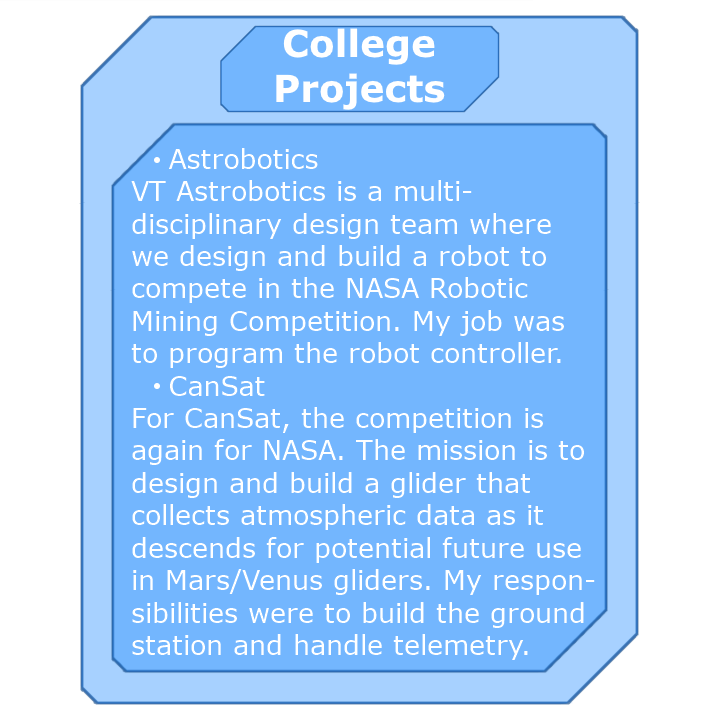 College
Projects
• Astrobotics
VT Astrobotics is a multi-
disciplinary design team where
we design and build a robot to
compete in the NASA Robotic
Mining Competition. My job was
to program the robot controller.
• CanSat
For CanSat, the competition is
again for NASA. The mission is to
design and build a glider that
collects atmospheric data as it
descends for potential future use
in Mars/Venus gliders. My respon-
sibilities were to build the ground
station and handle telemetry.